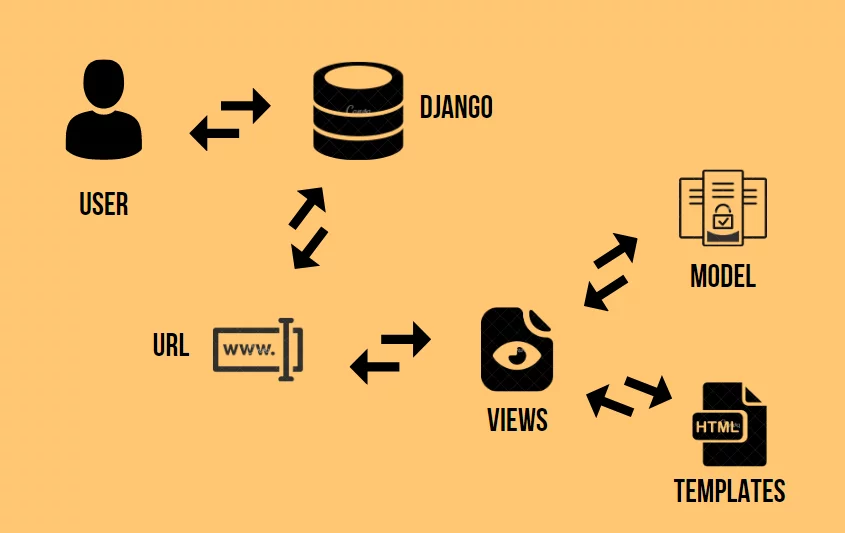 DJANGO
USER
MODEL
URL
www.
VIEWS
HTML
TEMPLATES